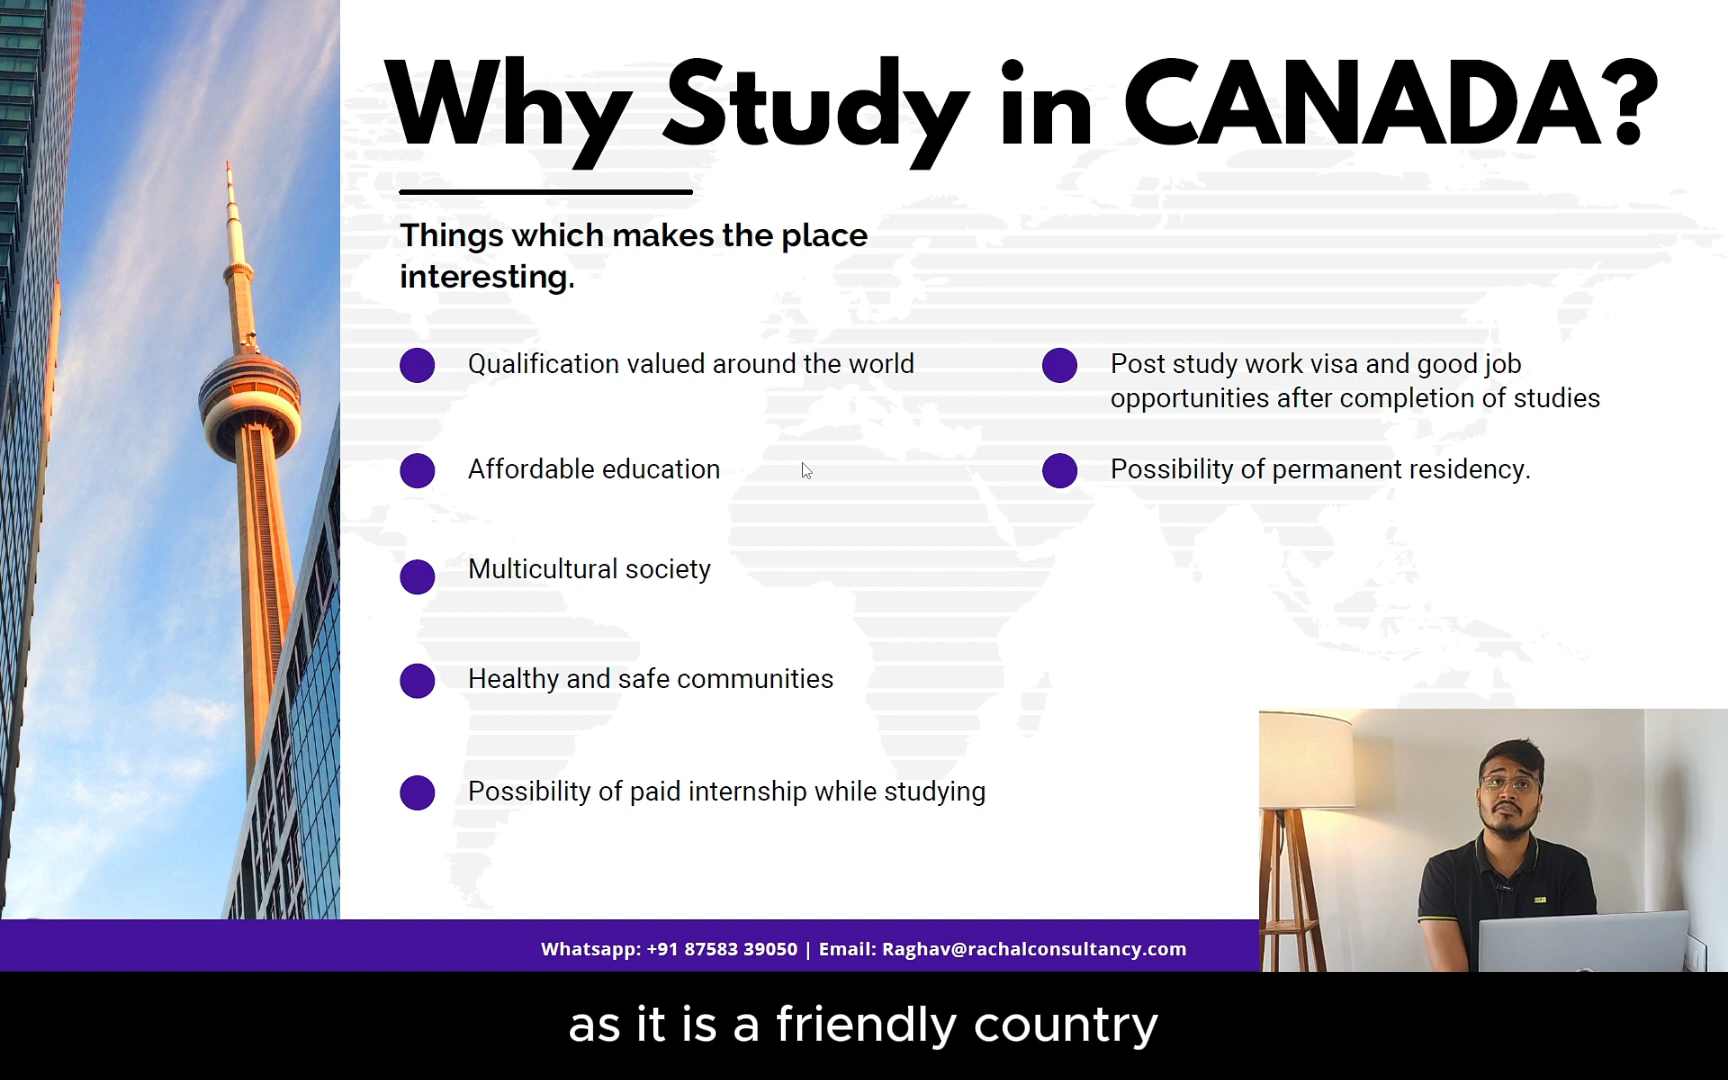 Why Study in CANADA?
Things which makes the place
interesting.
Qualification valued around the world
Affordable education
Multicultural society
Healthy and safe communities
Possibility of paid internship while studying
Post study work visa and good job
opportunities after completion of studies
Possibility of permanent residency.
Whatsapp: +91 87583 39050 | Email: Raghav@rachalconsultancy.com
as it is a friendly country